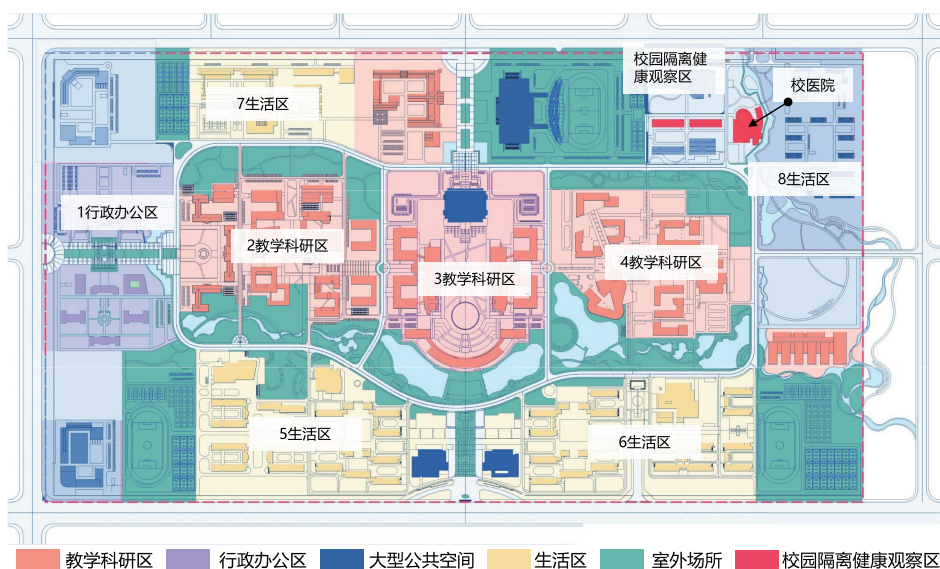 校园隔离健
康观察区
校医院
7生活区
8生活区
1行政办公区
2教学科研区
4教学科研区
3教学科研区
5生活区
6生活区
教学科研区 行政办公区 大型公共空间 生活区 室外场所 校园隔离健康观察区